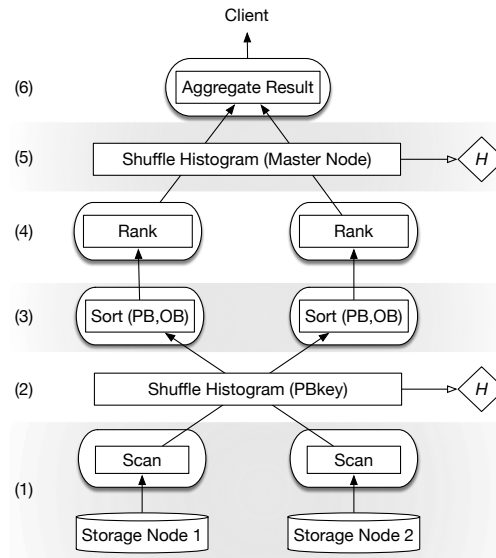 Client
(6) Aggregate Result
(5) Shuffle Histogram (Master Node) H
(4) Rank Rank
(3) Sort (PB,OB) Sort (PB,OB)
(2) Shuffle Histogram (PBkey) H
Scan Scan
(1)
Storage Node 1 Storage Node 2